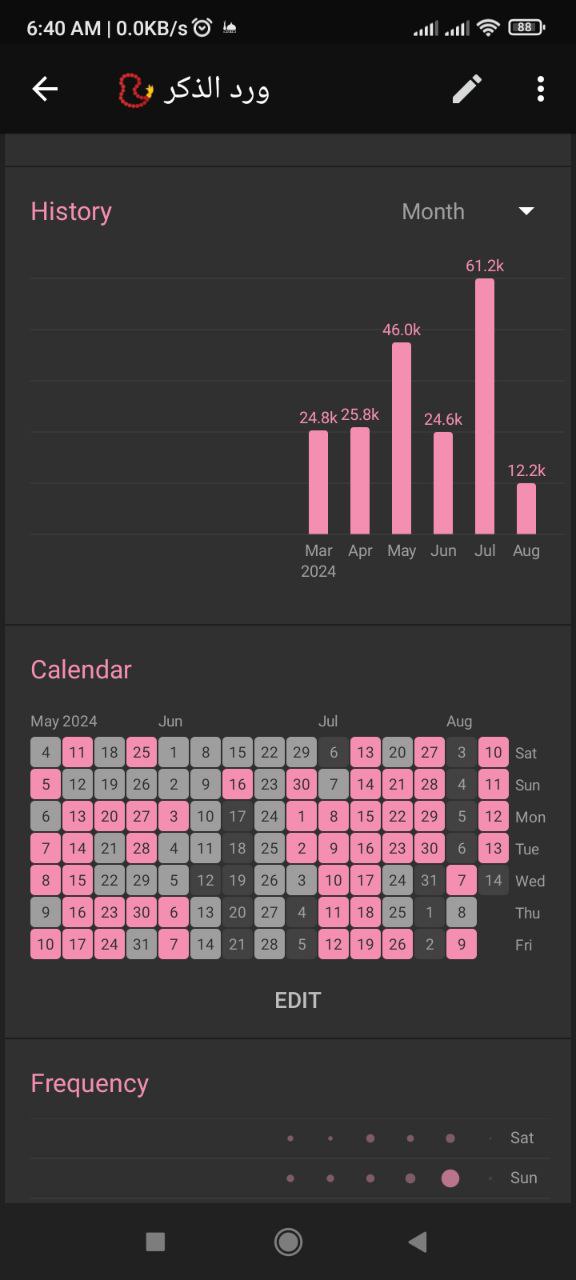 6:40 AM | 0.0KB/s 88
ورد الذكر
History Month
61.2k
46.0k
24.8k 25.8k 24.6k
12.2k
Mar Apr May Jun Jul Aug
2024
Calendar
May 2024 Jun Jul Aug
4 11 18 25 1 8 15 22 29 6 13 20 27 3 10 Sat
5 12 19 26 2 9 16 23 30 7 14 21 28 4 11 Sun
6 13 20 27 3 10 17 24 1 8 15 22 29 5 12 Mon
7 14 21 28 4 11 18 25 2 9 16 23 30 6 13 Tue
8 15 22 29 5 12 19 26 3 10 17 24 31 7 14 Wed
9 16 23 30 6 13 20 27 4 11 18 25 1 8 Thu
10 17 24 31 7 14 21 28 5 12 19 26 2 9 Fri
EDIT
Frequency
Sat
Sun